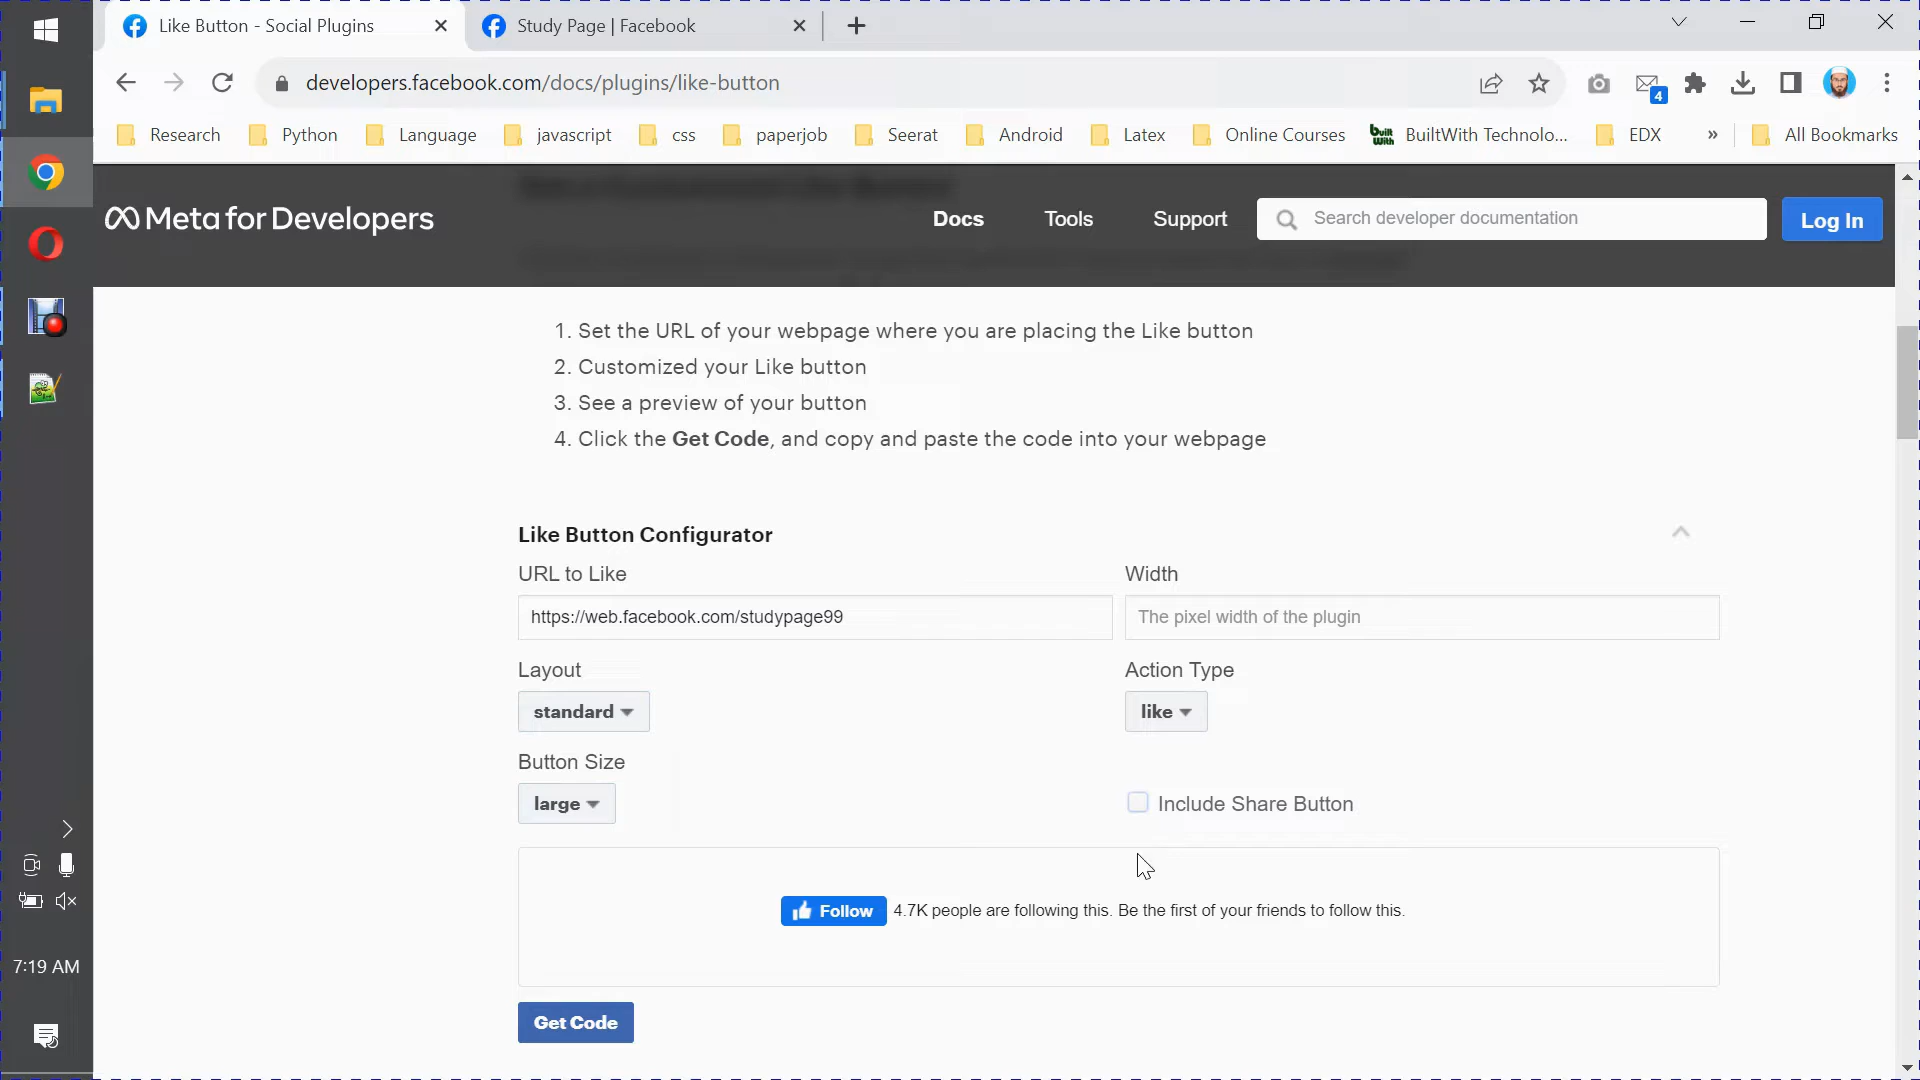 Like Button - Social Plugins
Study Page | Facebook
developers.facebook.com/docs/plugins/like-button
4
Research
Python
Language
javascript
css
paperjob
Seerat
Android
Latex
Online Courses
Built With
BuiltWith Technolo...
EDX
»
All Bookmarks
Meta for Developers
Docs
Tools
Support
Search developer documentation
Log In
1. Set the URL of your webpage where you are placing the Like button
2. Customized your Like button
3. See a preview of your button
4. Click the Get Code, and copy and paste the code into your webpage
Like Button Configurator
URL to Like
Width
https://web.facebook.com/studypage99
The pixel width of the plugin
Layout
Action Type
standard
like
Button Size
large
Include Share Button
Follow 4.7K people are following this. Be the first of your friends to follow this.
Get Code
7:19 AM